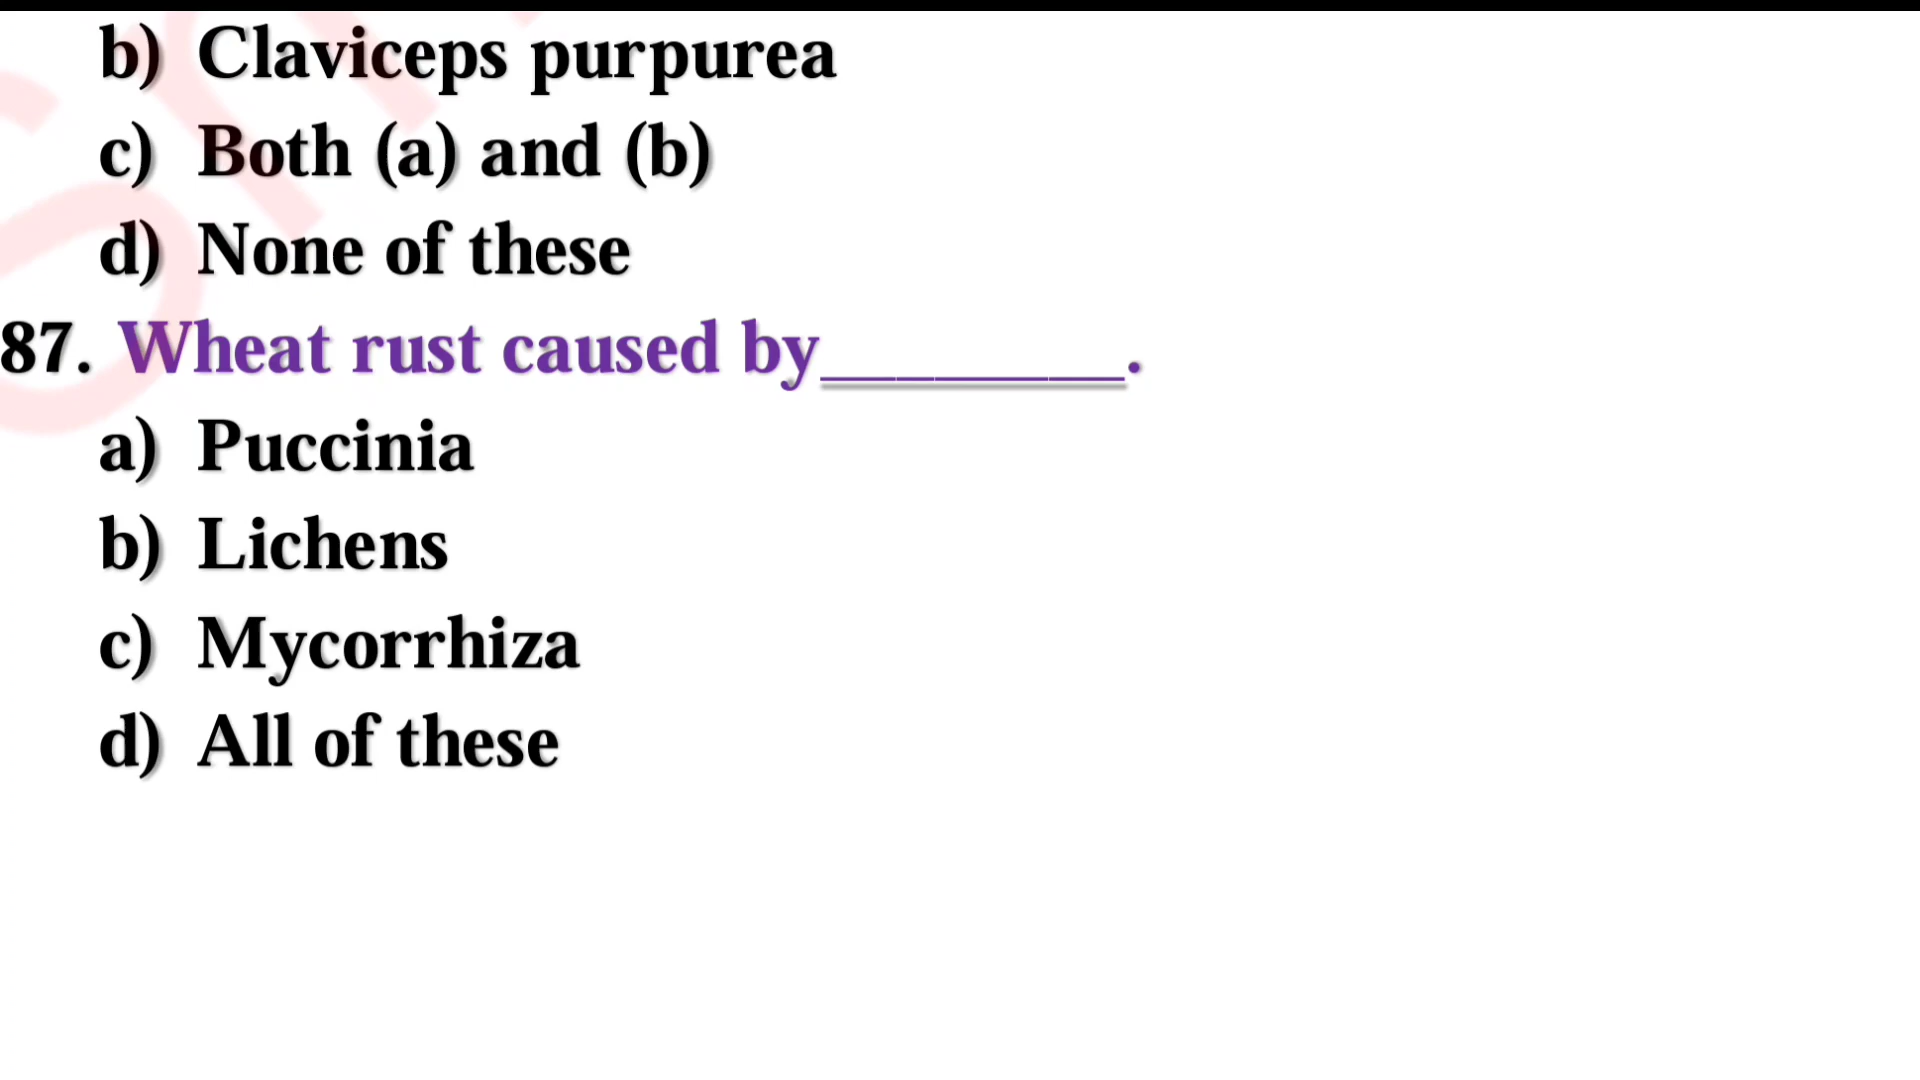 b) Claviceps purpurea
c) Both (a) and (b)
d) None of these
87. Wheat rust caused by________.
a) Puccinia
b) Lichens
c) Mycorrhiza
d) All of these